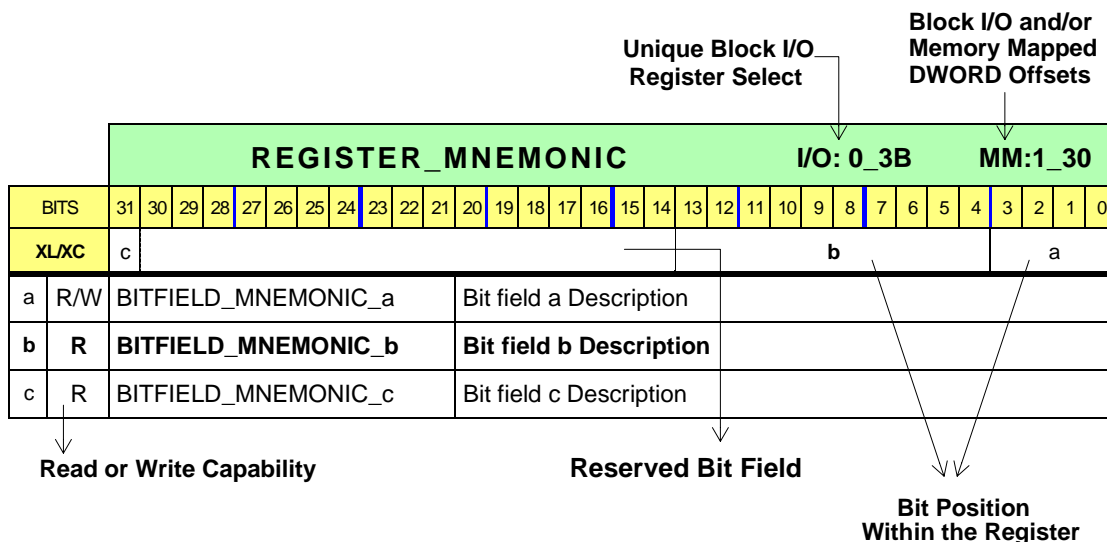 Unique Block I/O
Register Select
Block I/O and/or
Memory Mapped
DWORD Offsets
REGISTER_MNEMONIC I/O: 0_3B MM:1_30
BITS 31 30 29 28 27 26 25 24 23 22 21 20 19 18 17 16 15 14 13 12 11 10 9 8 7 6 5 4 3 2 1 0
XL/XC c b a
a R/W BITFIELD_MNEMONIC_a Bit field a Description
b R BITFIELD_MNEMONIC_b Bit field b Description
c R BITFIELD_MNEMONIC_c Bit field c Description
Read or Write Capability
Reserved Bit Field
Bit Position
Within the Register